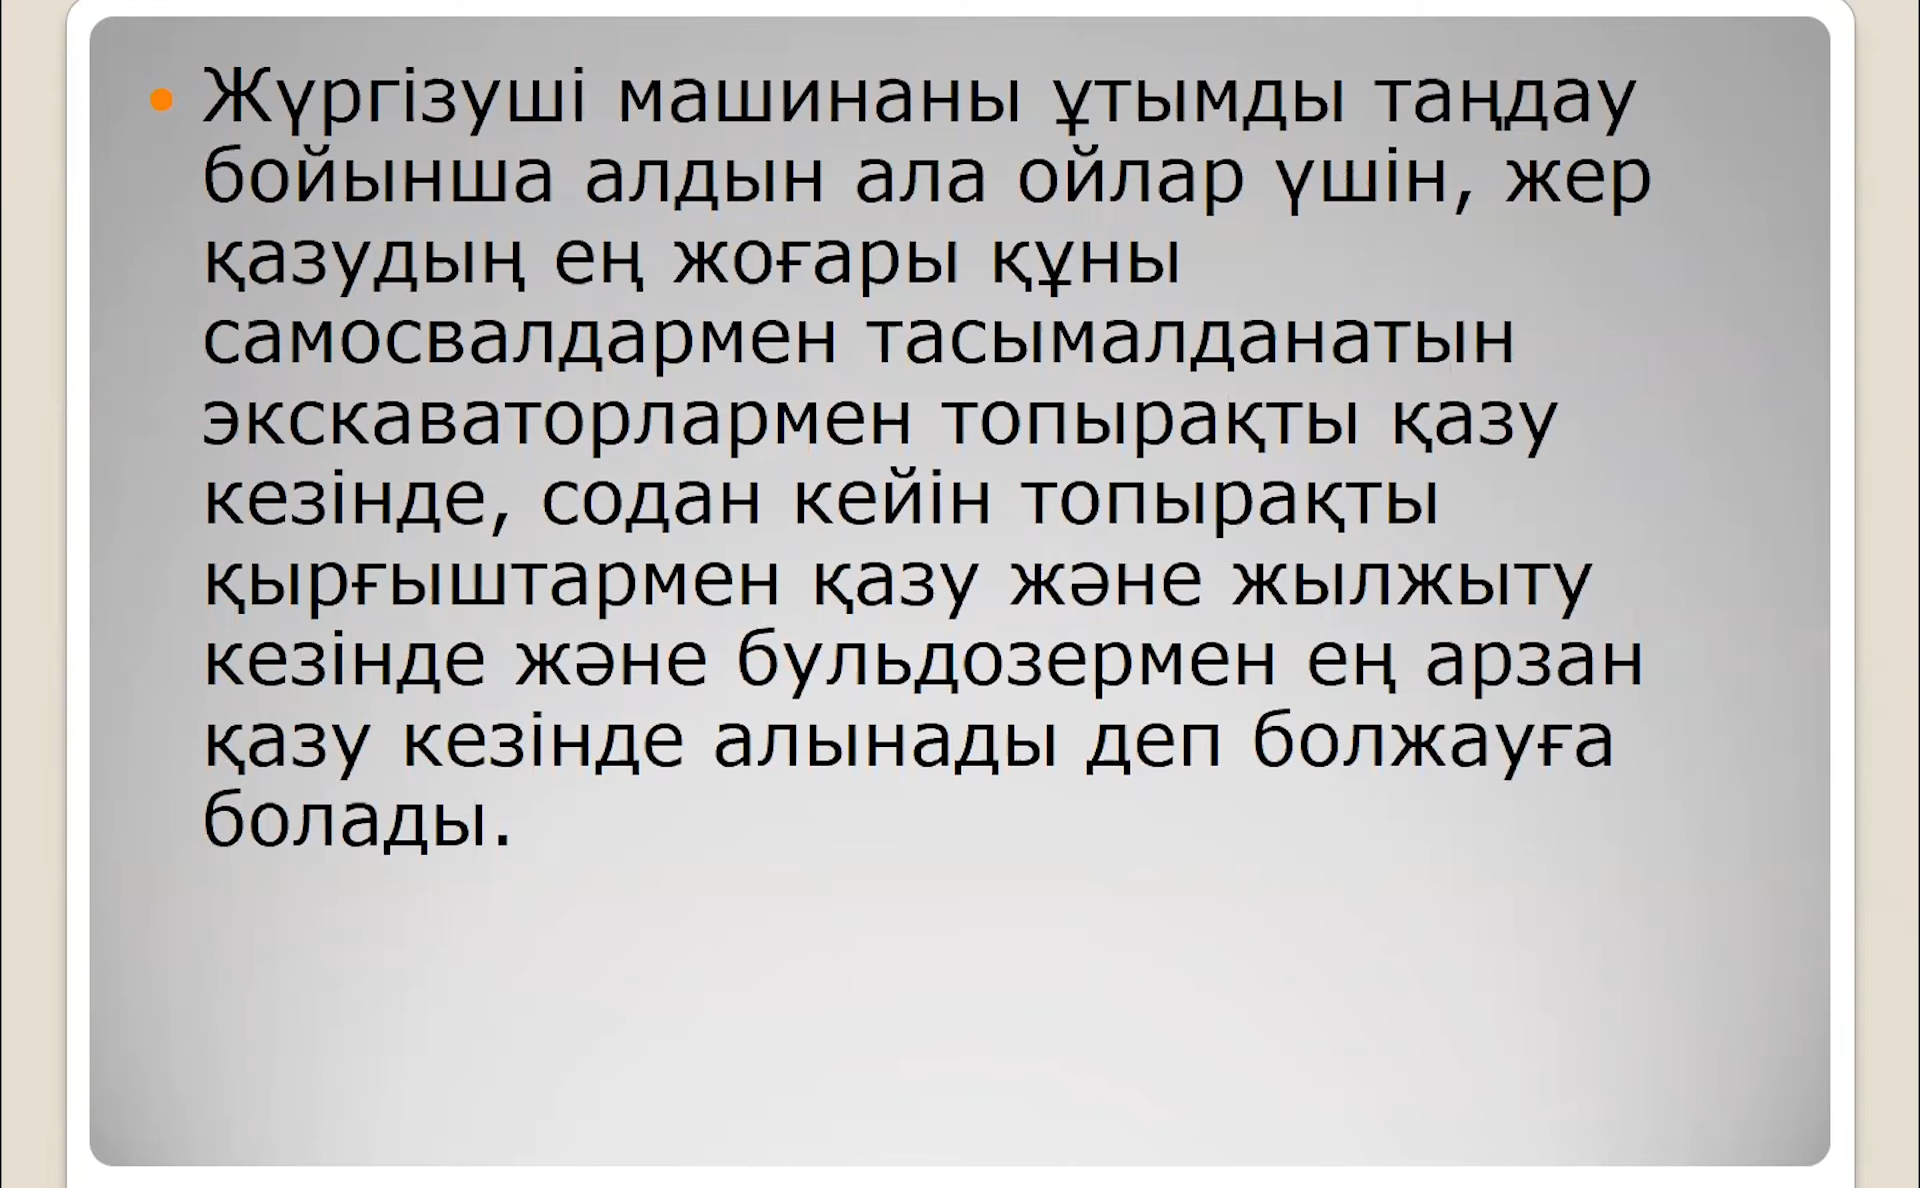 • Жүргізуші машинаны ұтымды таңдау
бойынша алдын ала ойлар үшін, жер
қазудың ең жоғары құны
самосвалдармен тасымалданатын
экскаваторлармен топырақты қазу
кезінде, содан кейін топырақты
қырғыштармен қазу және жылжыту
кезінде және бульдозермен ең арзан
қазу кезінде алынады деп болжауға
болады.